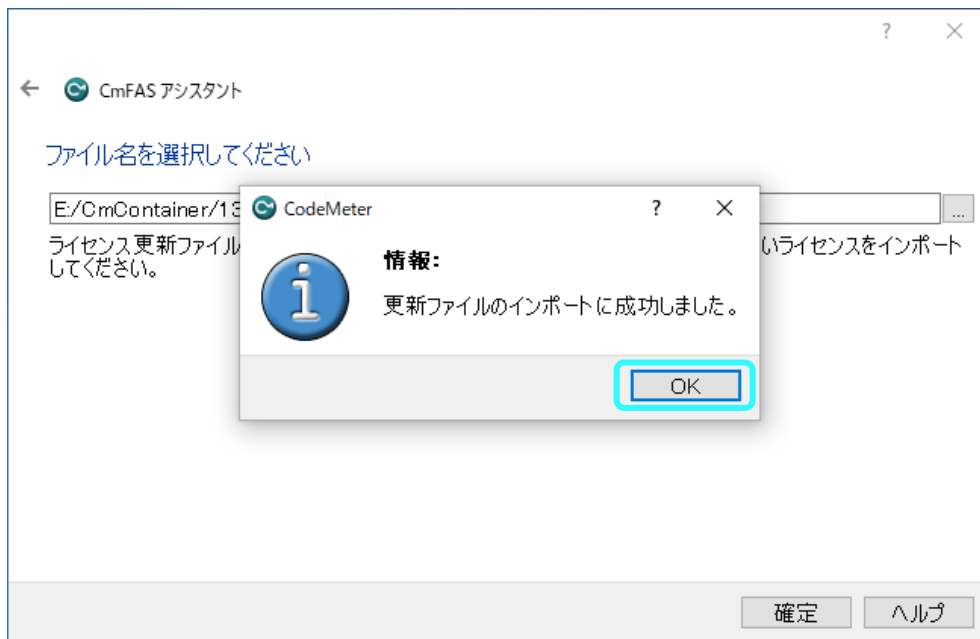 ?
CmFAS アシスタント
ファイル名を選択してください
E:/CmContainer/13
...
ライセンス更新ファイル
いライセンスをインポート
してください。
CodeMeter
?
情報:
更新ファイルのインポートに成功しました。
OK
確定
ヘルプ